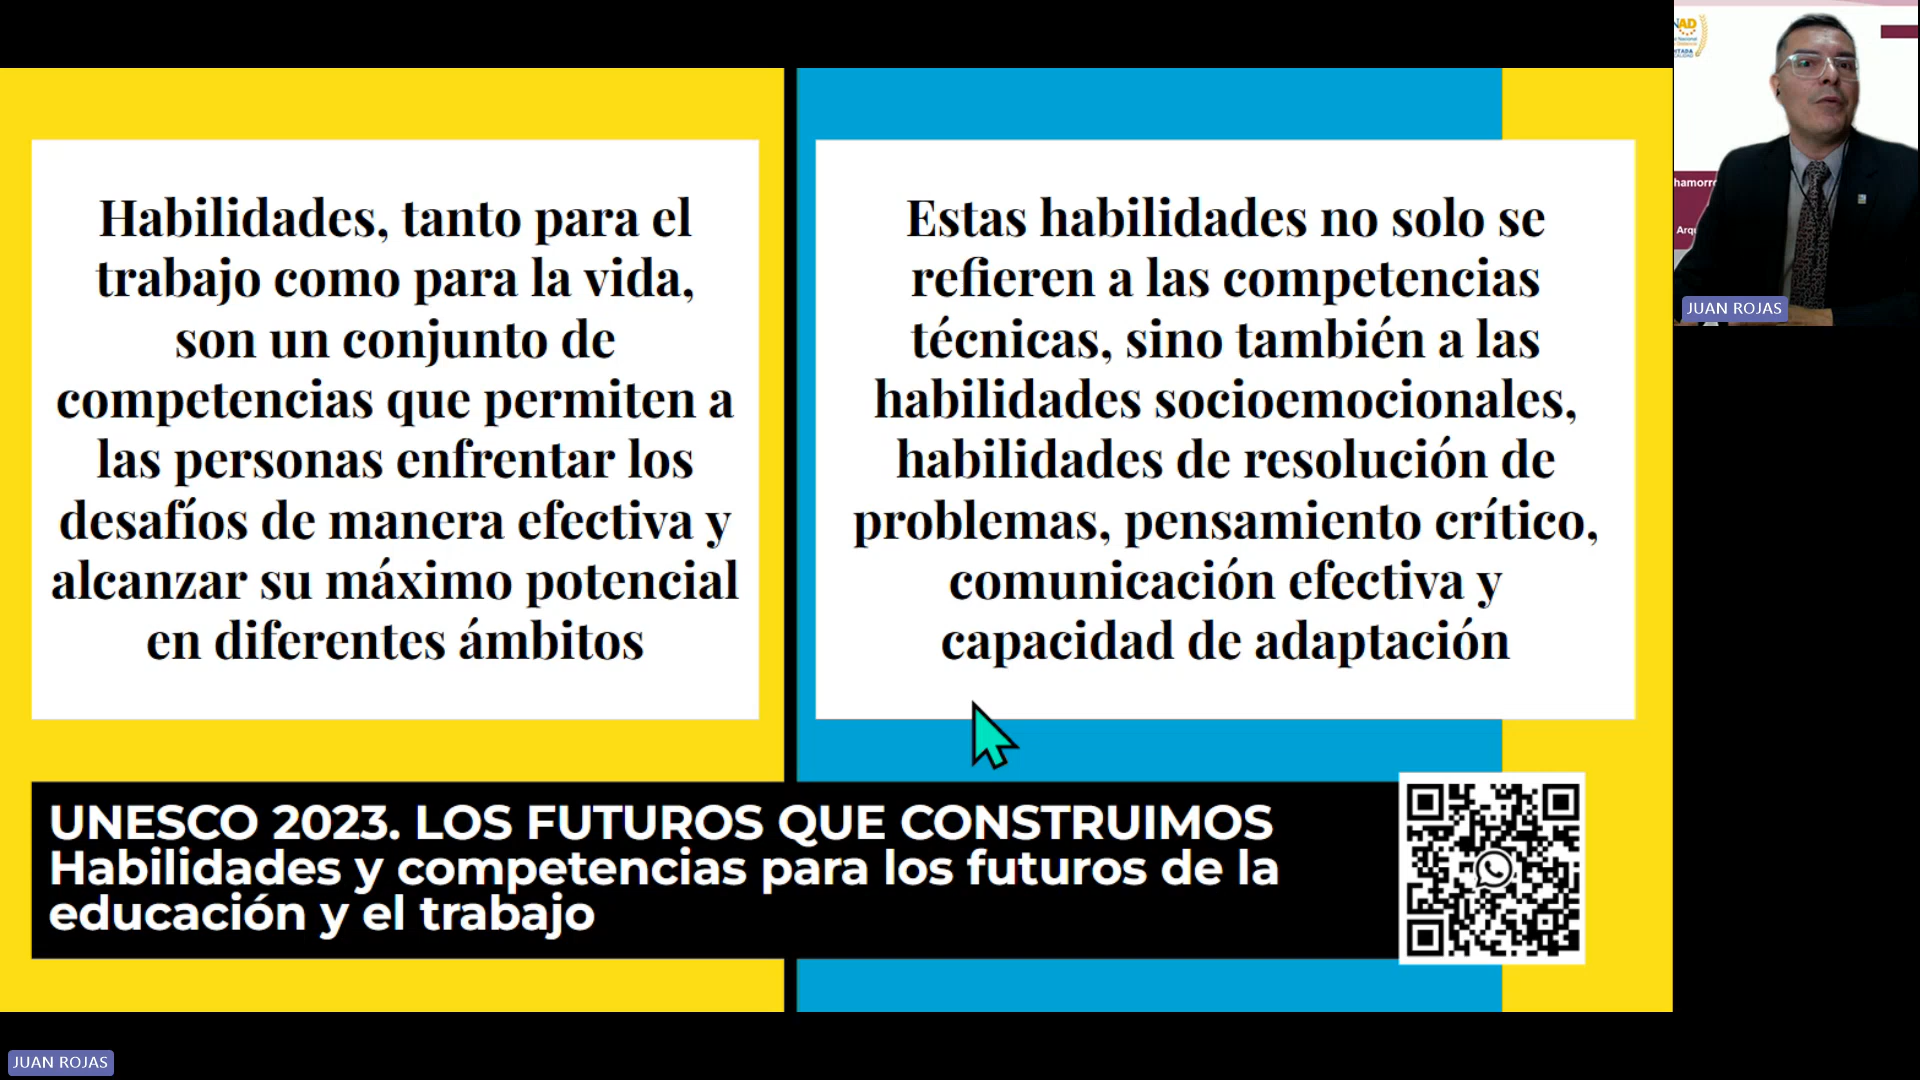 Habilidades, tanto para el
trabajo como para la vida,
son un conjunto de
competencias que permiten a
las personas enfrentar los
desafíos de manera efectiva y
alcanzar su máximo potencial
en diferentes ámbitos
Estas habilidades no solo se
refieren a las competencias
técnicas, sino también a las
habilidades socioemocionales,
habilidades de resolución de
problemas, pensamiento crítico,
comunicación efectiva y
capacidad de adaptación
UNESCO 2023. LOS FUTUROS QUE CONSTRUIMOS
Habilidades y competencias para los futuros de la
educación y el trabajo
JUAN ROJAS
JUAN ROJAS